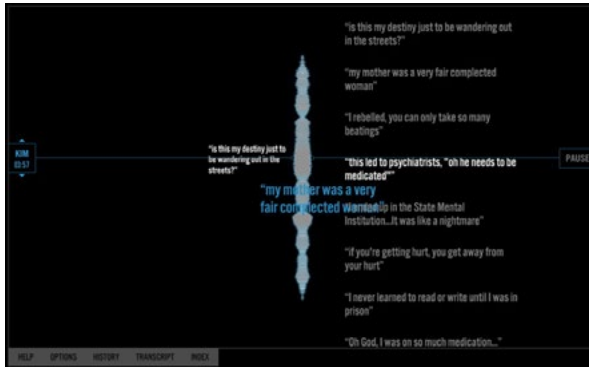 “is this my destiny just to be wandering out
in the streets?”
“my mother was a very fair complected
woman”
“I rebelled, you can only take so many
beatings”
KIM
03:57
“is this my destiny just to
be wandering out in the
streets?”
“this led to psychiatrists, "oh he needs to be
medicated"”
PAUSE
“my mother was a very
fair complected woman”
up in the State Mental
Institution...It was like a nightmare”
“if you're getting hurt, you get away from
your hurt”
“I never learned to read or write until I was in
prison”
“Oh God, I was on so much medication...”
HELP OPTIONS HISTORY TRANSCRIPT INDEX